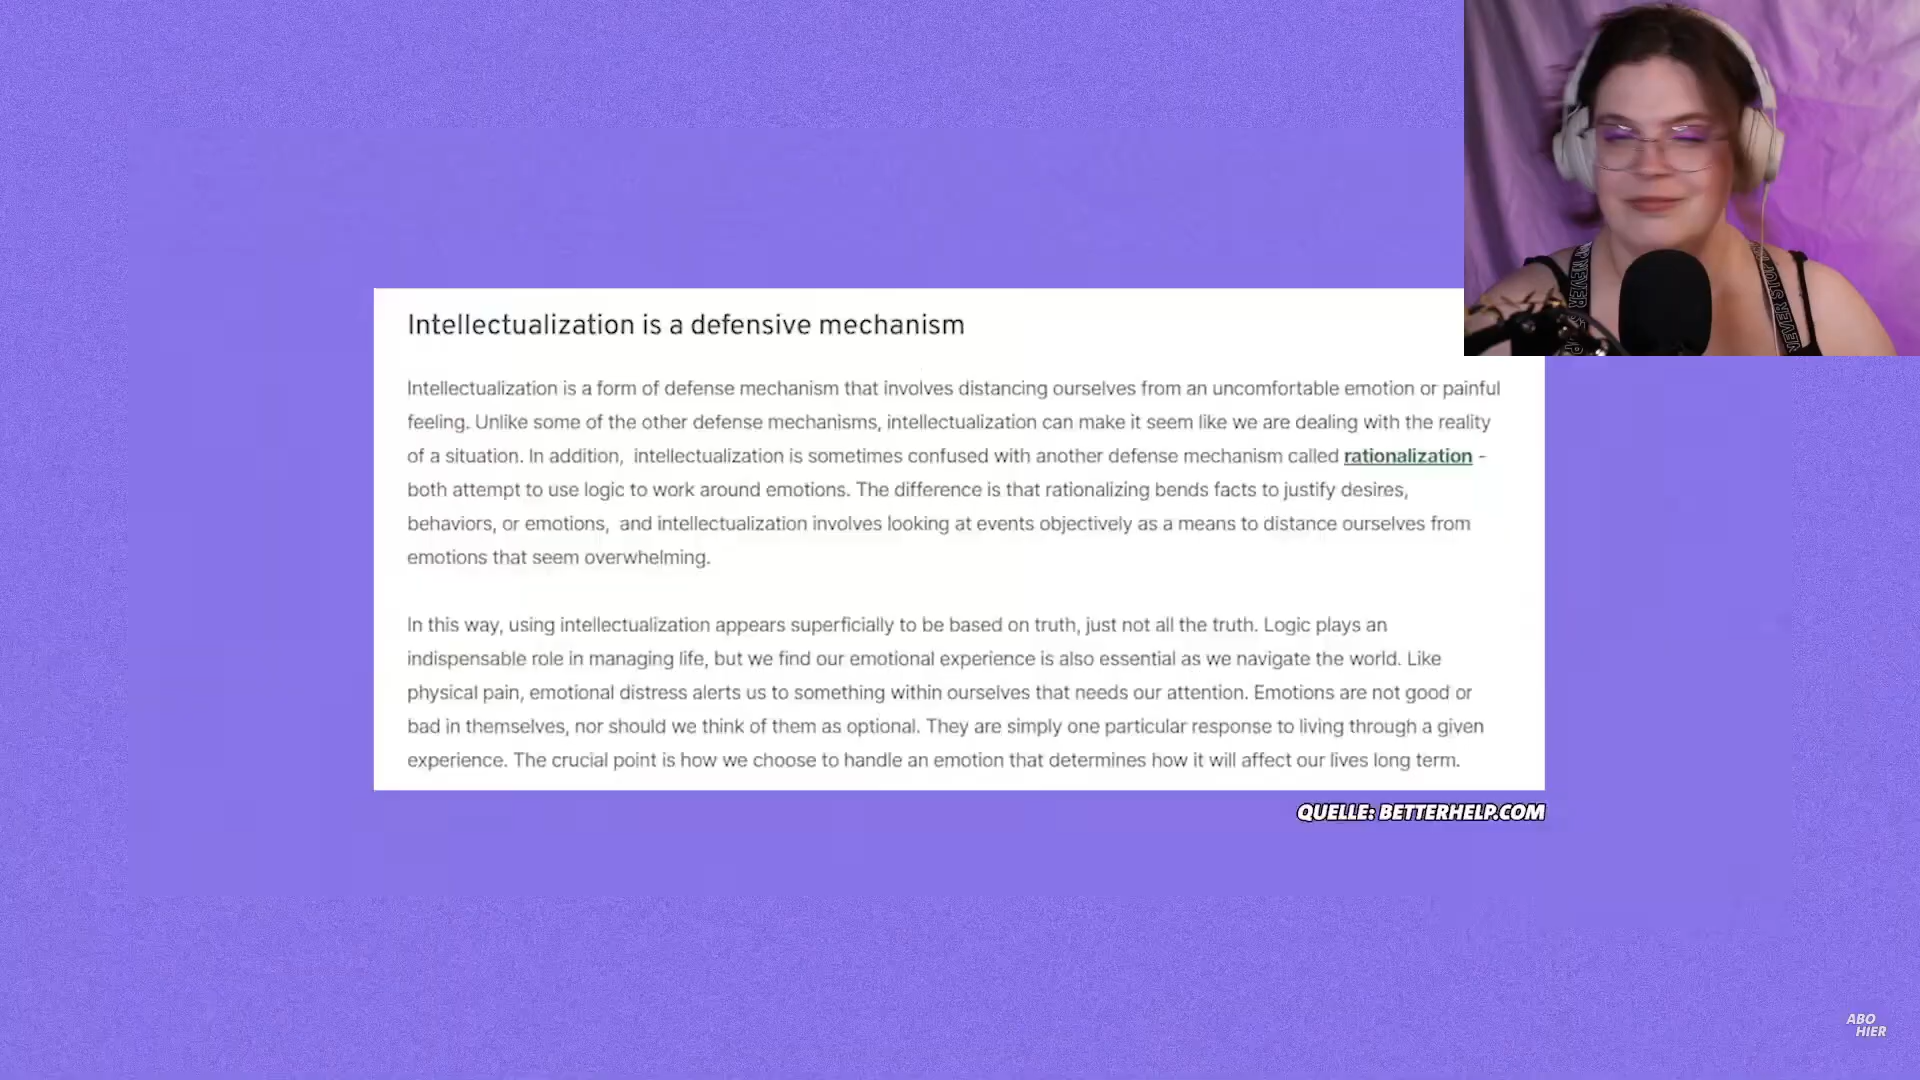 Intellectualization is a defensive mechanism
Intellectualization is a form of defense mechanism that involves distancing ourselves from an uncomfortable emotion or painful
feeling. Unlike some of the other defense mechanisms, intellectualization can make it seem like we are dealing with the reality
of a situation. In addition, intellectualization is sometimes confused with another defense mechanism called rationalization -
both attempt to use logic to work around emotions. The difference is that rationalizing bends facts to justify desires,
behaviors, or emotions, and intellectualization involves looking at events objectively as a means to distance ourselves from
emotions that seem overwhelming.
In this way, using intellectualization appears superficially to be based on truth, just not all the truth. Logic plays an
indispensable role in managing life, but we find our emotional experience is also essential as we navigate the world. Like
physical pain, emotional distress alerts us to something within ourselves that needs our attention. Emotions are not good or
bad in themselves, nor should we think of them as optional. They are simply one particular response to living through a given
experience. The crucial point is how we choose to handle an emotion that determines how it will affect our lives long term.
QUELLE: BETTERHELP.COM
NEVER
NEVER STOP
ABO
HIER